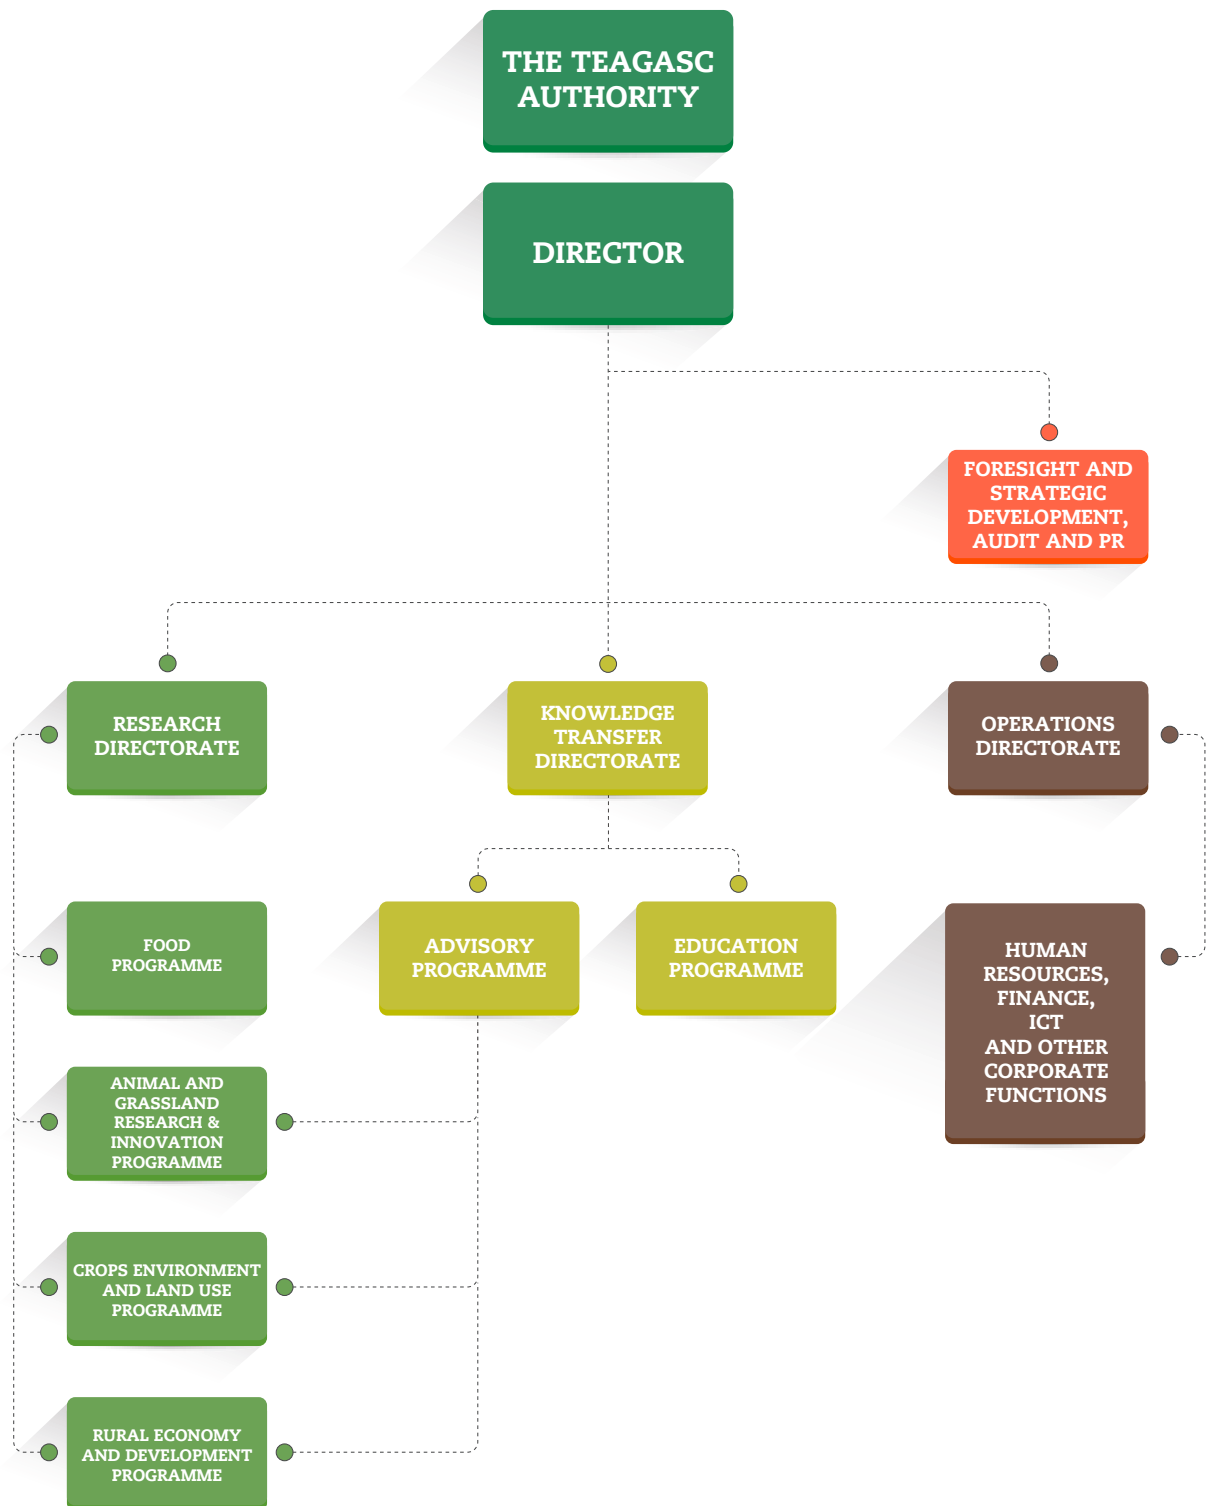 THE TEAGASC
AUTHORITY
DIRECTOR
FORESIGHT AND
STRATEGIC
DEVELOPMENT,
AUDIT AND PR
RESEARCH
DIRECTORATE
KNOWLEDGE
TRANSFER
DIRECTORATE
OPERATIONS
DIRECTORATE
FOOD
PROGRAMME
ADVISORY
PROGRAMME
EDUCATION
PROGRAMME
HUMAN
RESOURCES,
FINANCE,
ICT
AND OTHER
CORPORATE
FUNCTIONS
ANIMAL AND
GRASSLAND
RESEARCH &
INNOVATION
PROGRAMME
CROPS ENVIRONMENT
AND LAND USE
PROGRAMME
RURAL ECONOMY
AND DEVELOPMENT
PROGRAMME